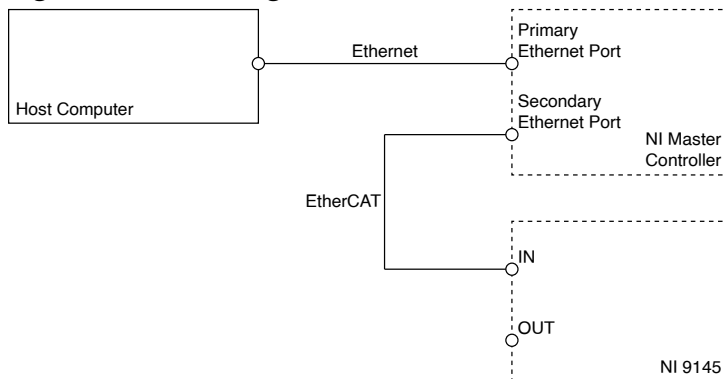 Host Computer
Ethernet
Primary
Ethernet Port
Secondary
Ethernet Port
NI Master
Controller
EtherCAT
IN
OUT
NI 9145